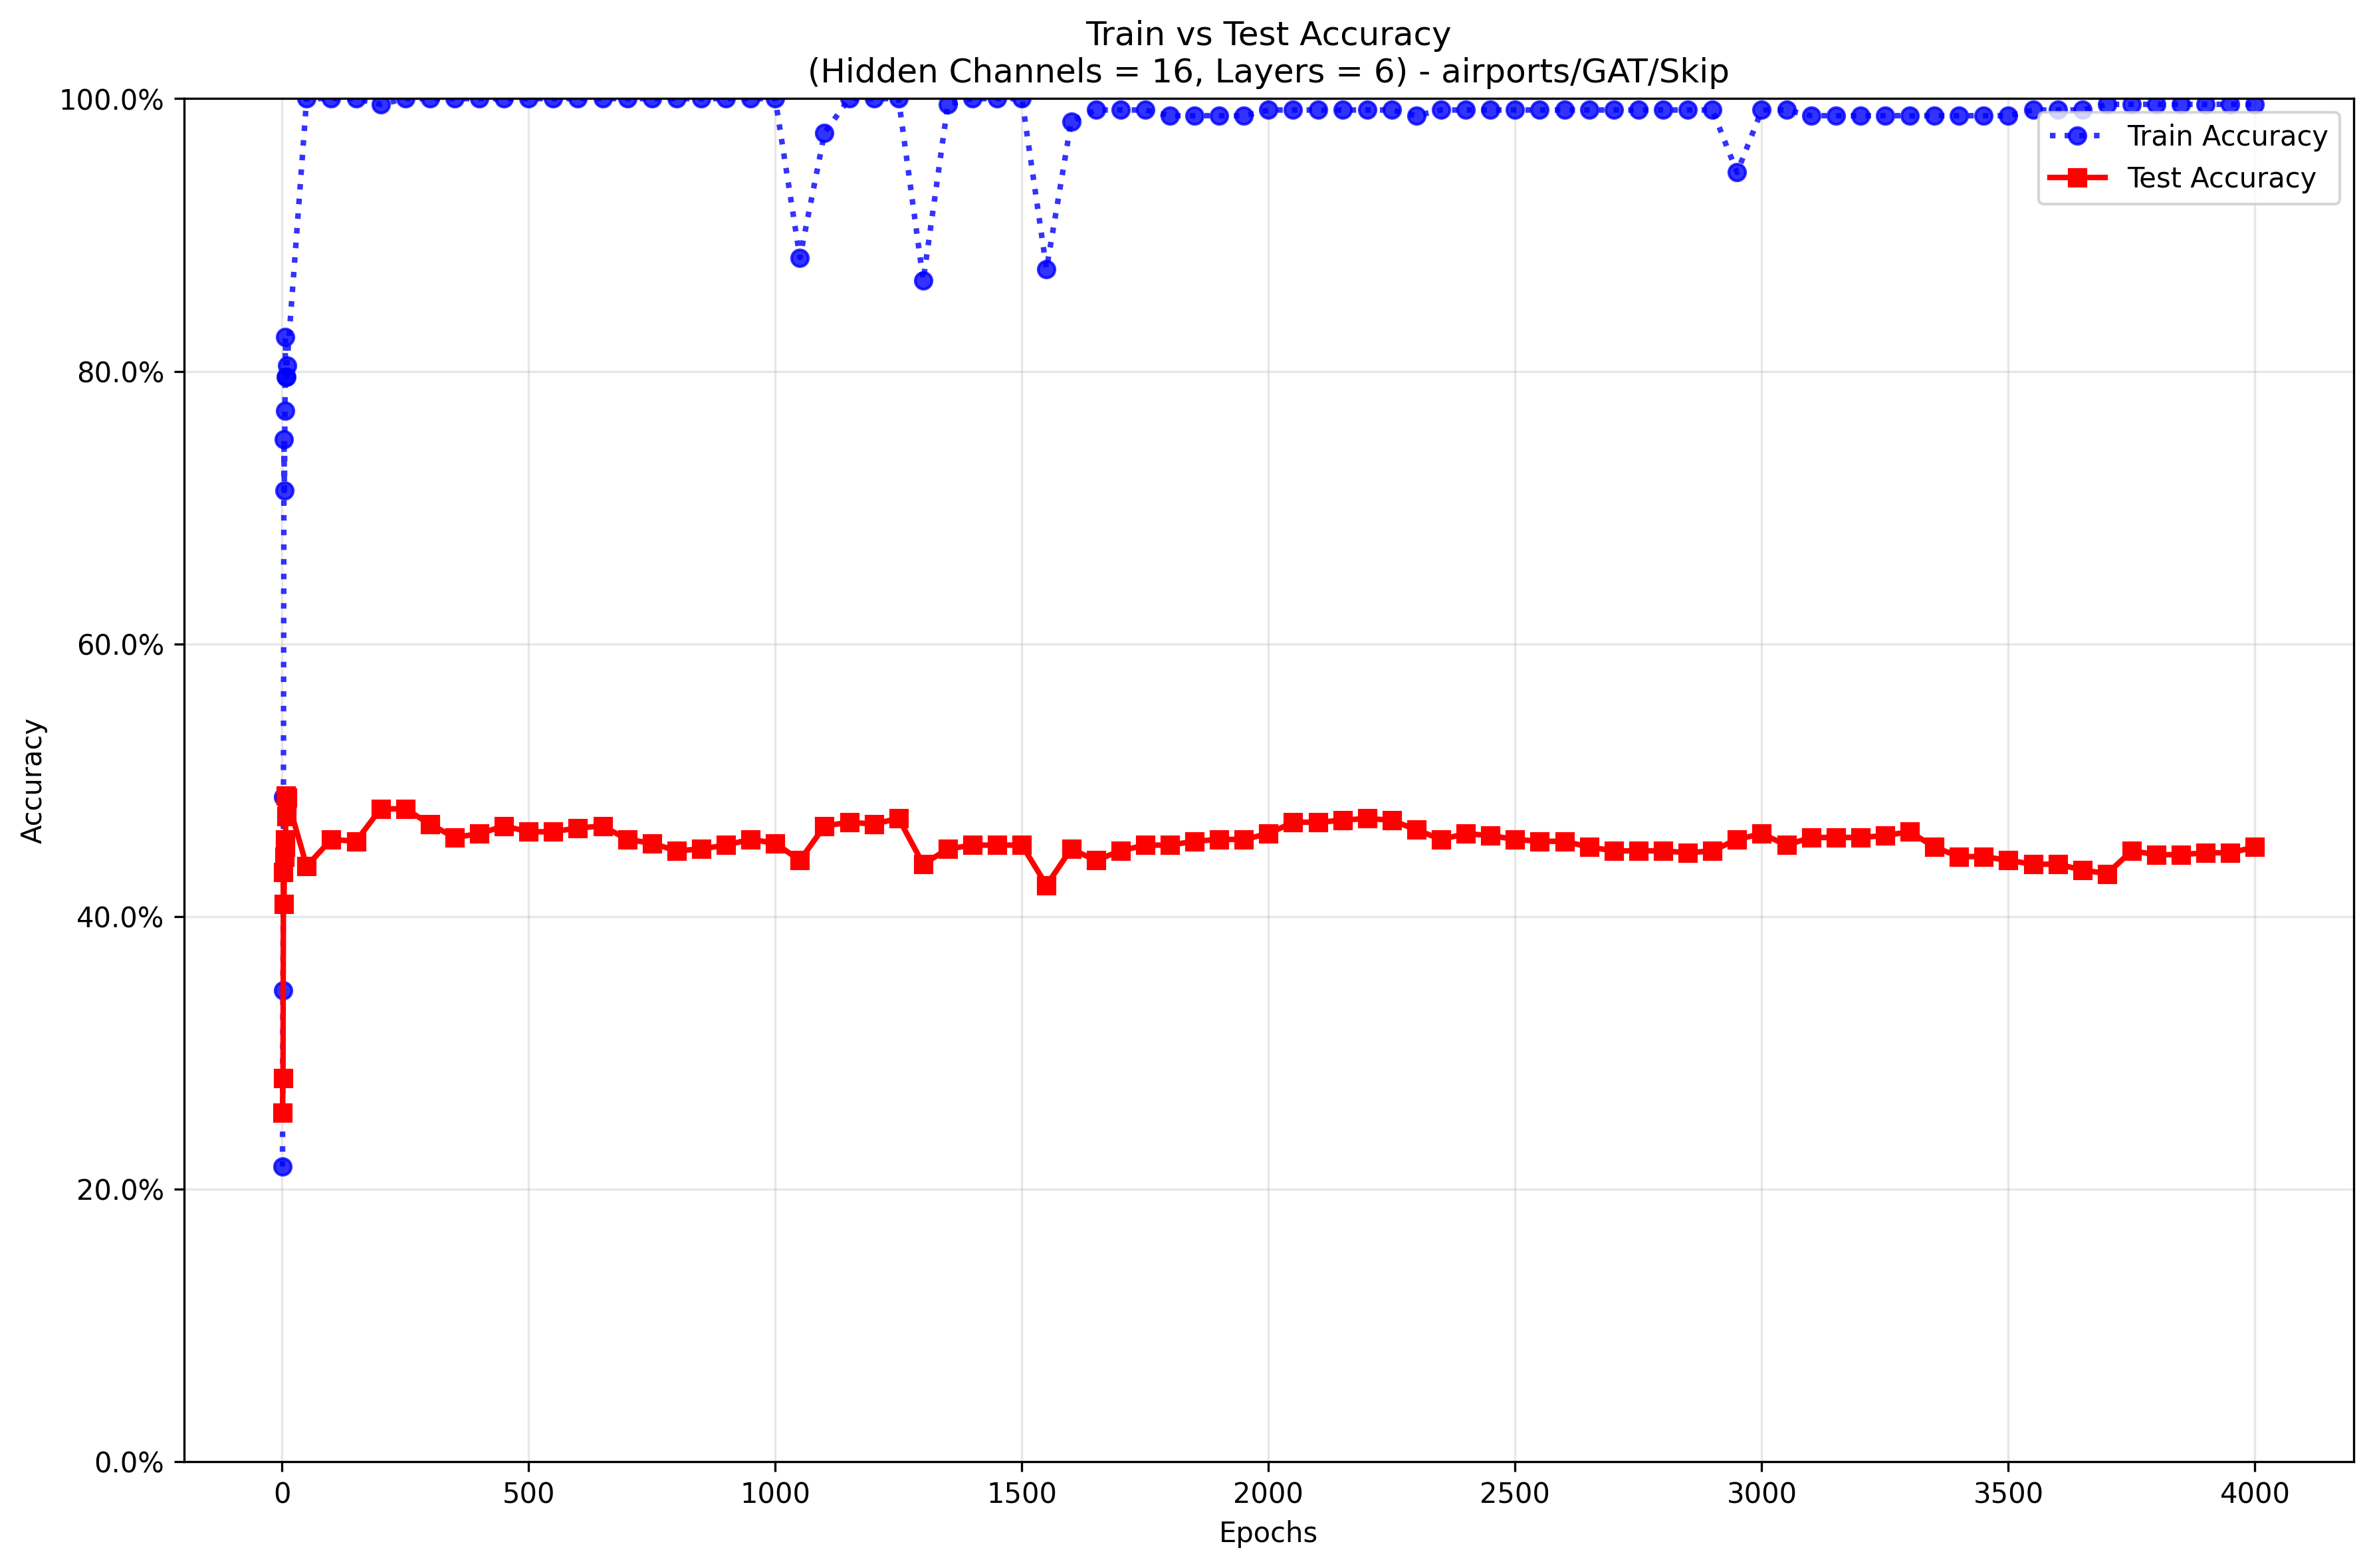 Train vs Test Accuracy
(Hidden Channels = 16, Layers = 6) - airports/GAT/Skip
100.0%
80.0%
60.0%
40.0%
20.0%
0.0%
Accuracy
Train Accuracy
Test Accuracy
0 500 1000 1500 2000 2500 3000 3500 4000
Epochs